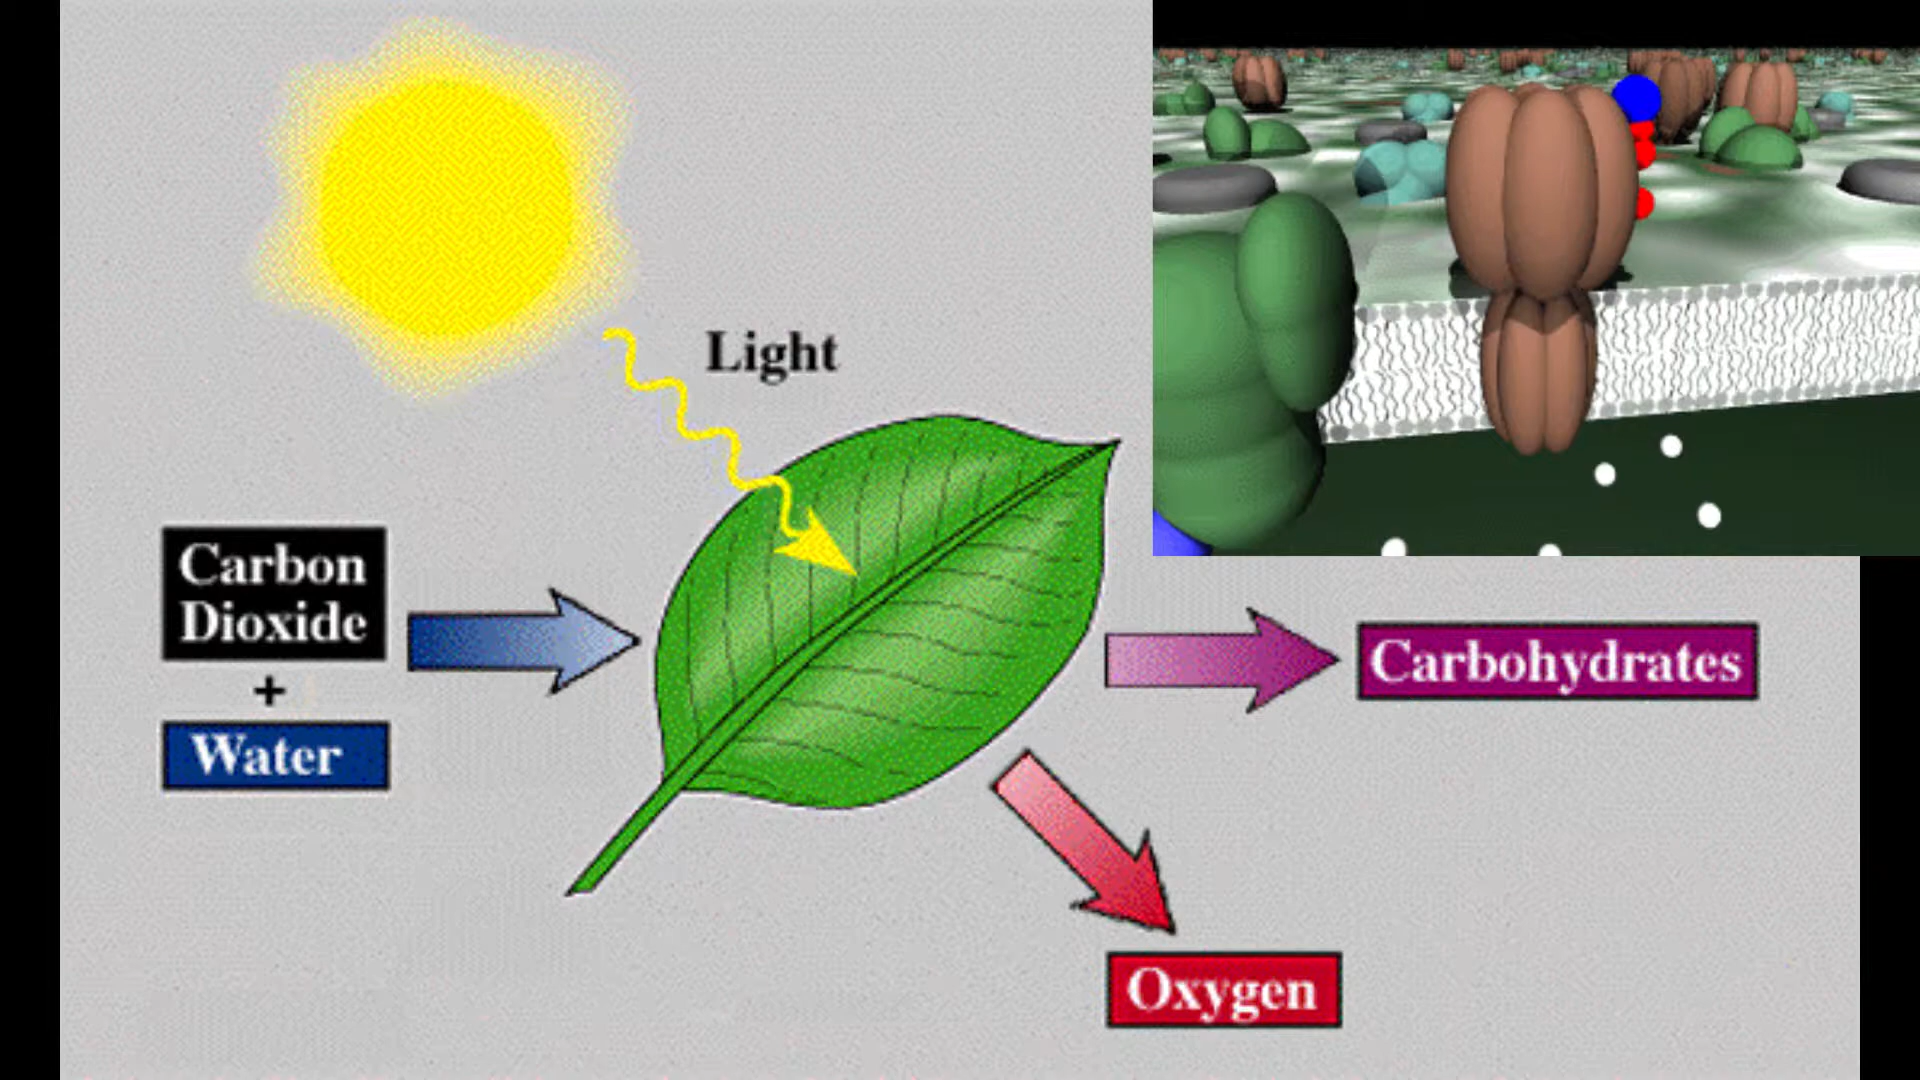 Light
Carbon
Dioxide
+
Water
Carbohydrates
Oxygen